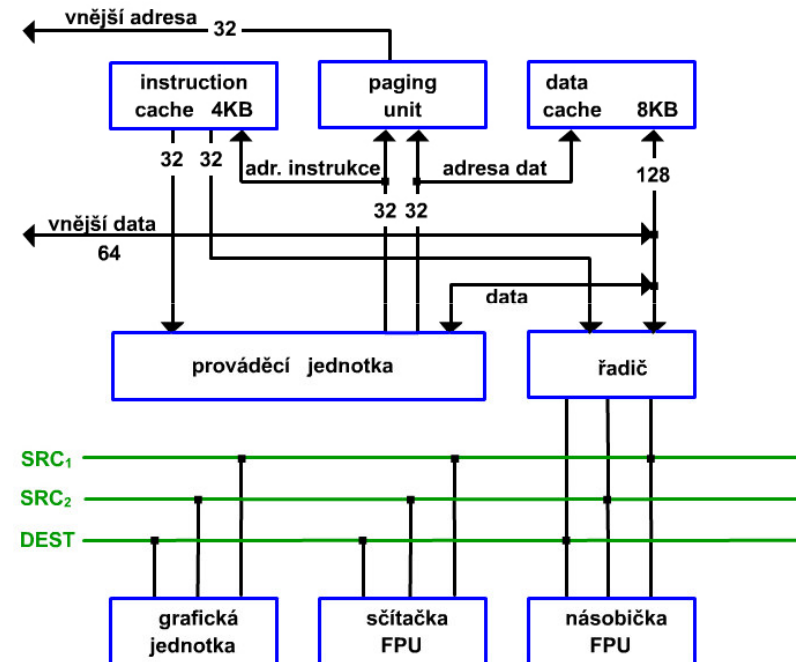 vnější adresa
32
instruction
cache 4KB
paging
unit
data
cache 8KB
32 32
adr. instrukce
adresa dat
128
32 32
vnější data
64
data
prováděcí jednotka
řadič
SRC₁
SRC₂
DEST
grafická
jednotka
sčítačka
FPU
násobička
FPU